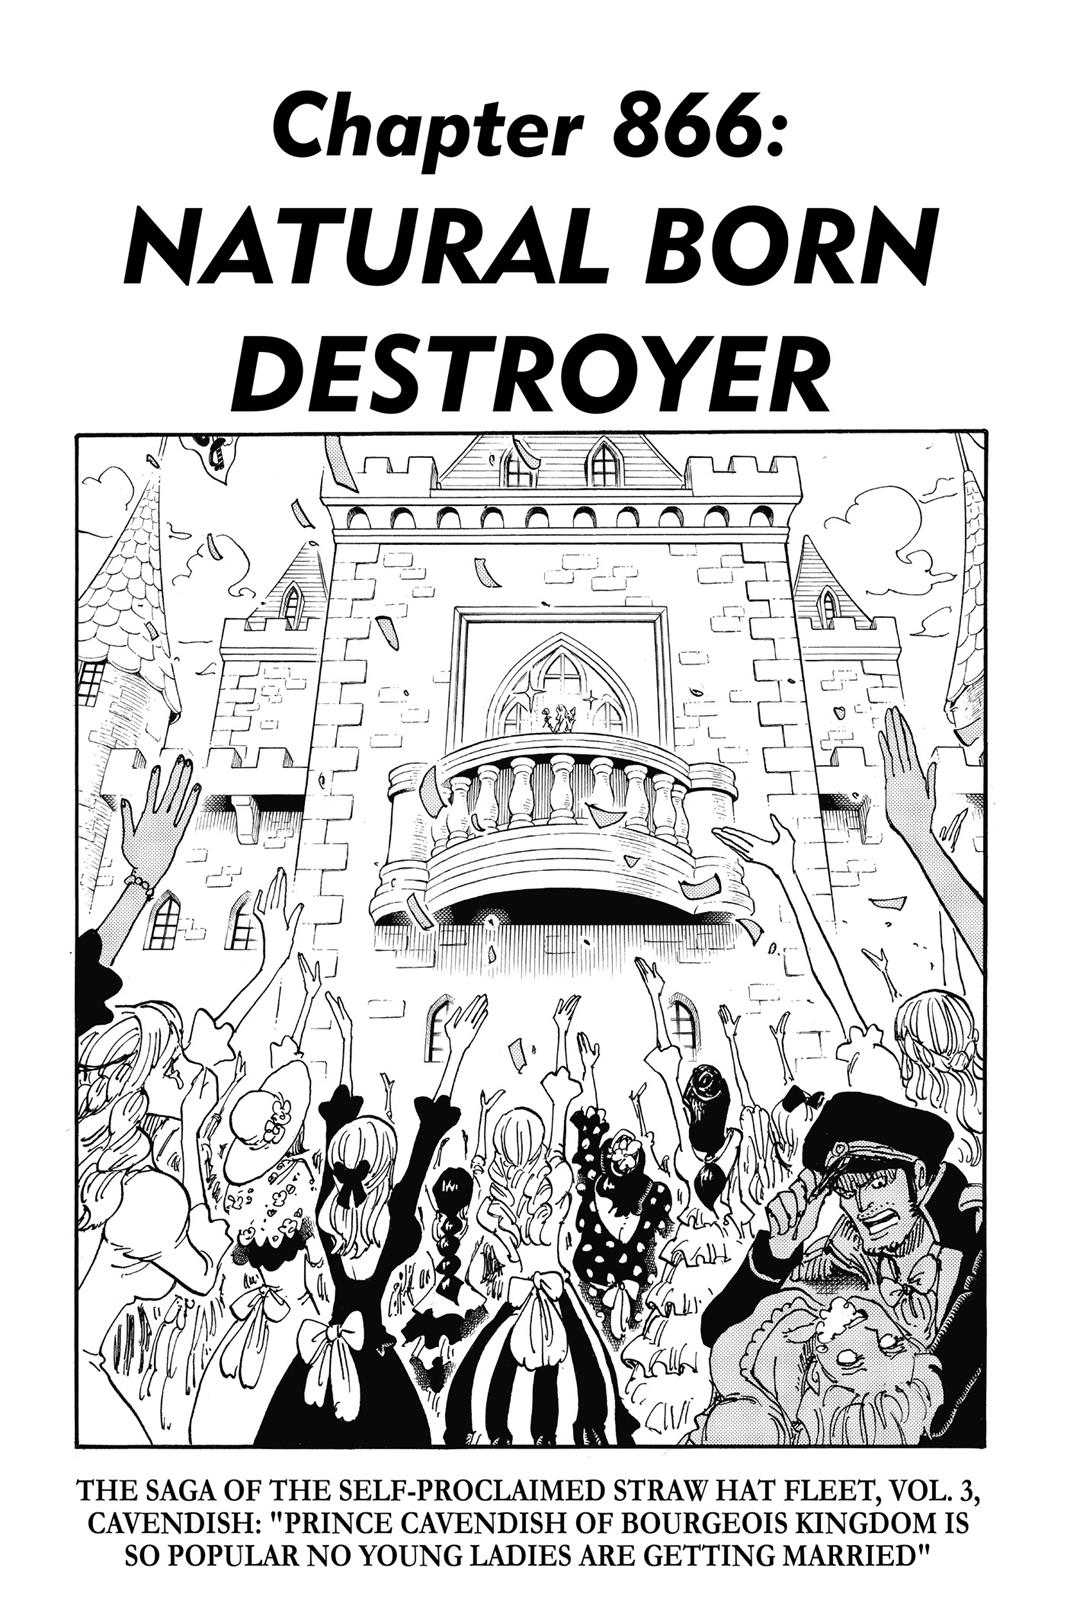 Chapter 866:
NATURAL BORN
DESTROYER
THE SAGA OF THE SELF-PROCLAIMED STRAW HAT FLEET, VOL. 3,
CAVENDISH: "PRINCE CAVENDISH OF BOURGEOIS KINGDOM IS
SO POPULAR NO YOUNG LADIES ARE GETTING MARRIED"